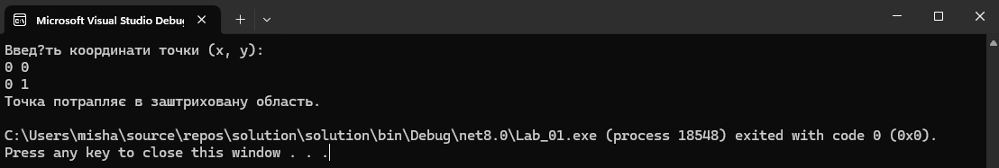 Microsoft Visual Studio Debug
Введ?ть координати точки (x, y):
0 0
0 1
Точка потрапляє в заштриховану область.
C:\Users\misha\source\repos\solution\solution\bin\Debug\net8.0\Lab_01.exe (process 18548) exited with code 0 (0x0).
Press any key to close this window . . .